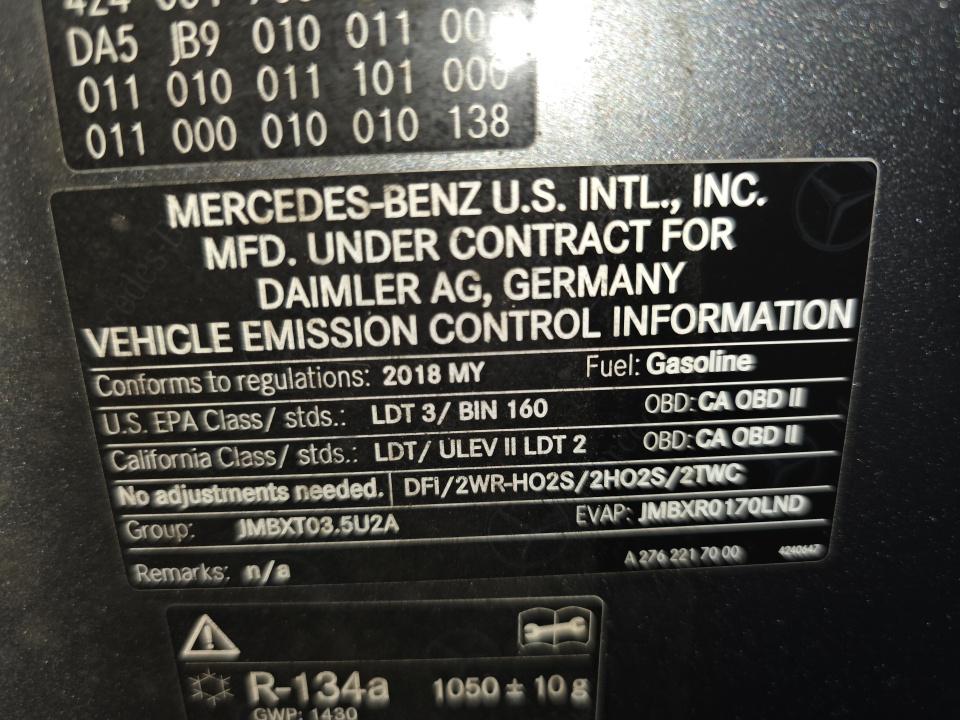 DA5 JB9 010 011
011 010 011 101 000
011 000 010 010 138
MERCEDES-BENZ U.S. INTL., INC.
MFD. UNDER CONTRACT FOR
DAIMLER AG, GERMANY
VEHICLE EMISSION CONTROL INFORMATION
Conforms to regulations: 2018 MY Fuel: Gasoline
U.S. EPA Class/ stds.: LDT 3/ BIN 160 OBD: CA OBD II
California Class/ stds.: LDT/ ULEV II LDT 2 OBD: CA OBD II
No adjustments needed. DFI/2WR-HO2S/2HO2S/2TWC
Group: JMBXT03.5U2A EVAP: JMBXR0170LND
Remarks: n/a A 276 221 70 00 4240647
R-134a 1050 ± 10 g
GWP: 1430